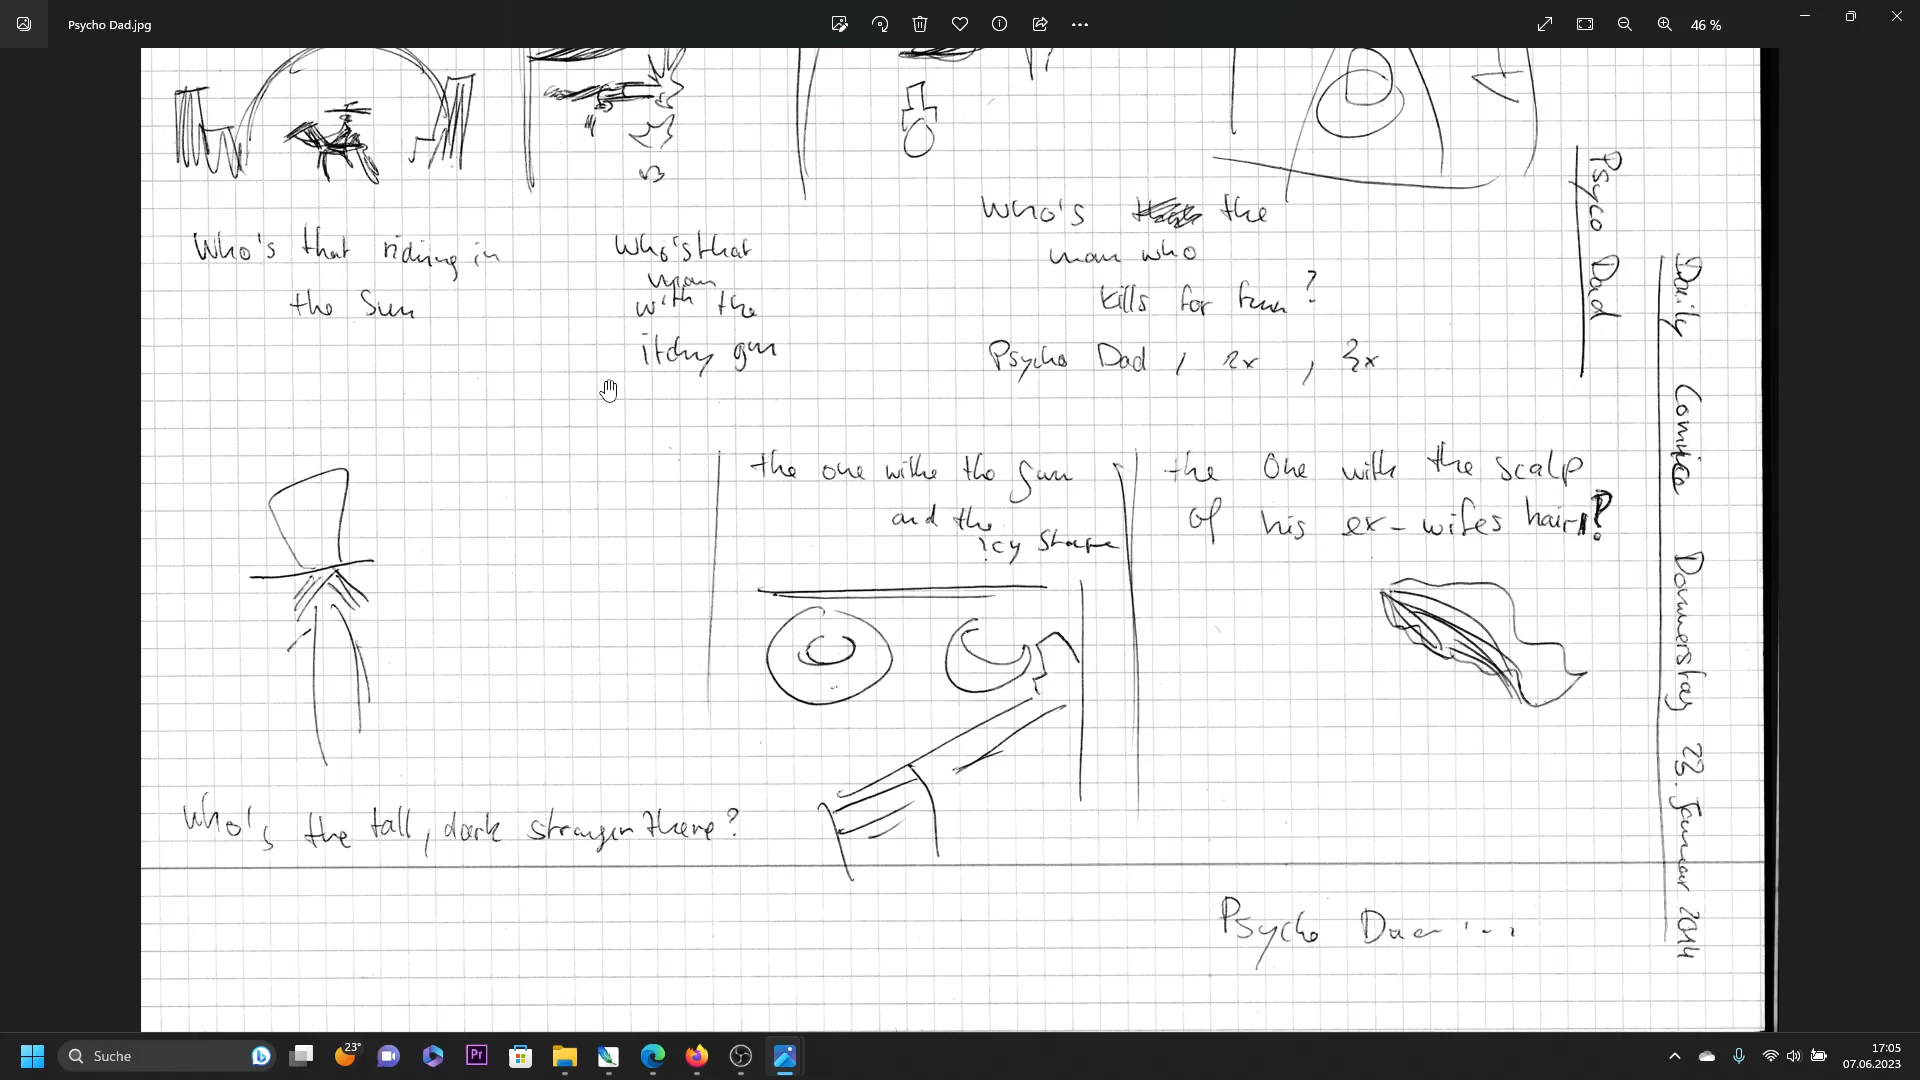 Psycho Dad.jpg
46 %
Who's that riding in
the Sun
Who's that
man
with the
itchy gun
Who's the
man who
kills for fun?
Psycho Dad, 2x, 3x
Psyco Dad
Daily Comics Donnerstag 23. Januar 2014
Who's the tall, dark stranger there?
the one withe the Gun
and the
icy Stare
the One with the scalp
of his ex-wifes hair?
Psycho
Suche
23°
Pr
17:05
07.06.2023